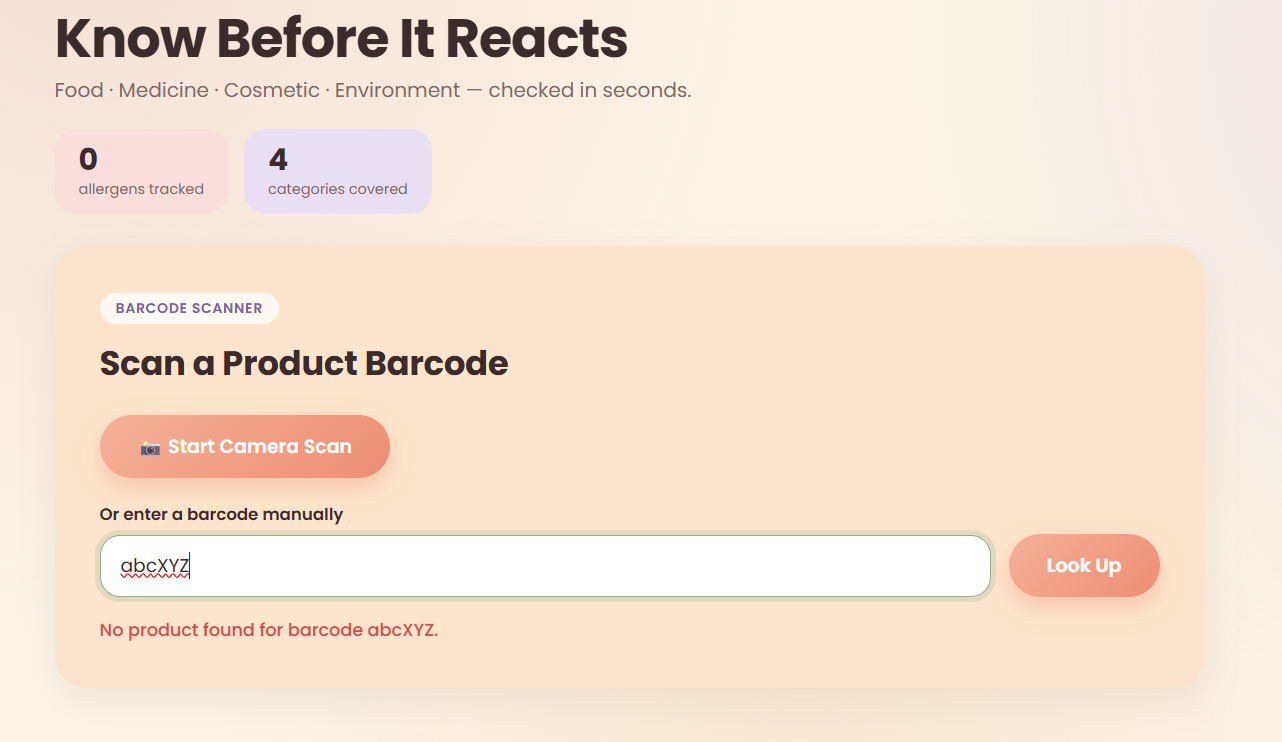 Know Before It Reacts
Food · Medicine · Cosmetic · Environment — checked in seconds.
0
allergens tracked
4
categories covered
BARCODE SCANNER
Scan a Product Barcode
📸 Start Camera Scan
Or enter a barcode manually
abcXYZ
Look Up
No product found for barcode abcXYZ.